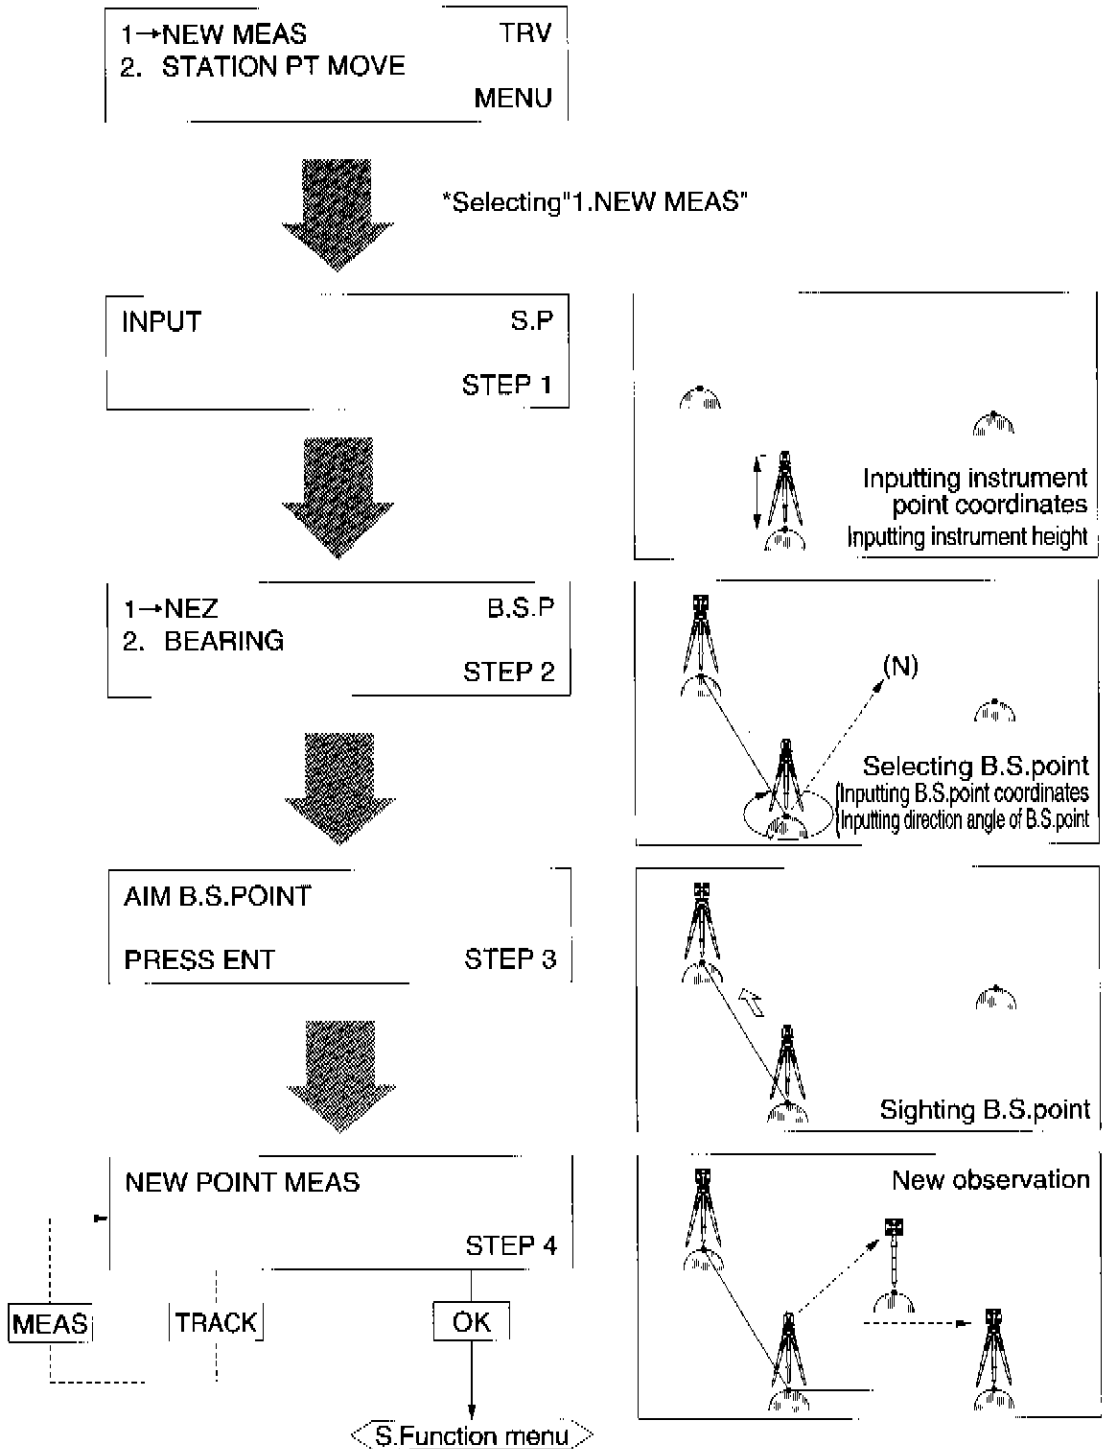 1→NEW MEAS TRV
2. STATION PT MOVE
MENU
*Selecting"1.NEW MEAS"
INPUT S.P
STEP 1
Inputting instrument
point coordinates
Inputting instrument height
1→NEZ B.S.P
2. BEARING
STEP 2
(N)
Selecting B.S.point
Inputting B.S.point coordinates
Inputting direction angle of B.S.point
AIM B.S.POINT
PRESS ENT STEP 3
Sighting B.S.point
NEW POINT MEAS
STEP 4
New observation
MEAS TRACK OK
S.Function menu